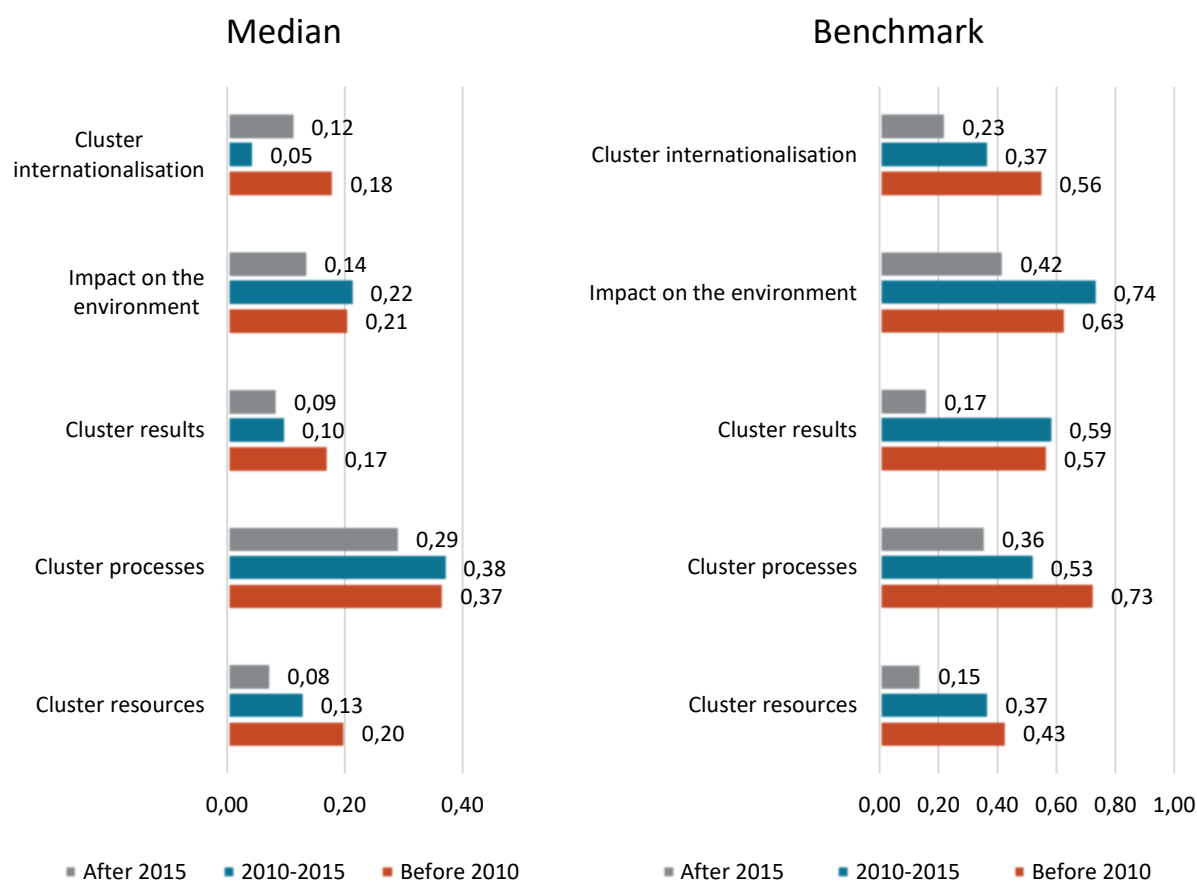 Median
Cluster
internationalisation
0,12
0,05
0,18
Impact on the
environment
0,14
0,22
0,21
Cluster results
0,09
0,10
0,17
Cluster processes
0,29
0,38
0,37
Cluster resources
0,08
0,13
0,20
0,00 0,20 0,40
After 2015 2010-2015 Before 2010
Benchmark
Cluster internationalisation
0,23
0,37
0,56
Impact on the environment
0,42
0,74
0,63
Cluster results
0,17
0,59
0,57
Cluster processes
0,36
0,53
0,73
Cluster resources
0,15
0,37
0,43
0,00 0,20 0,40 0,60 0,80 1,00
After 2015 2010-2015 Before 2010